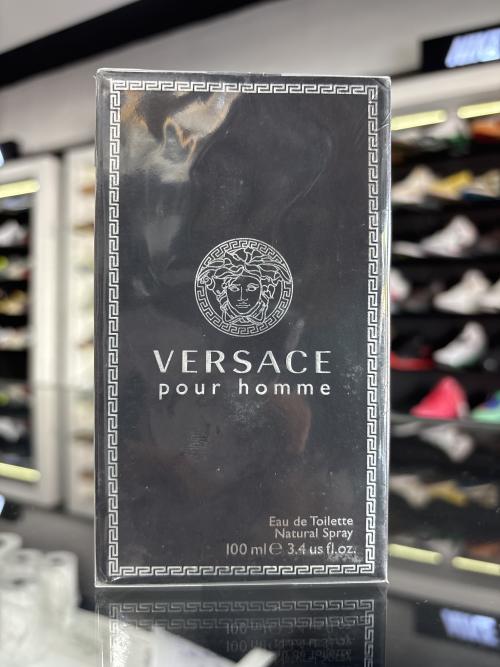 VERSACE
pour homme
Eau de Toilette
Natural Spray
100 ml ℮ 3.4 us fl.oz.